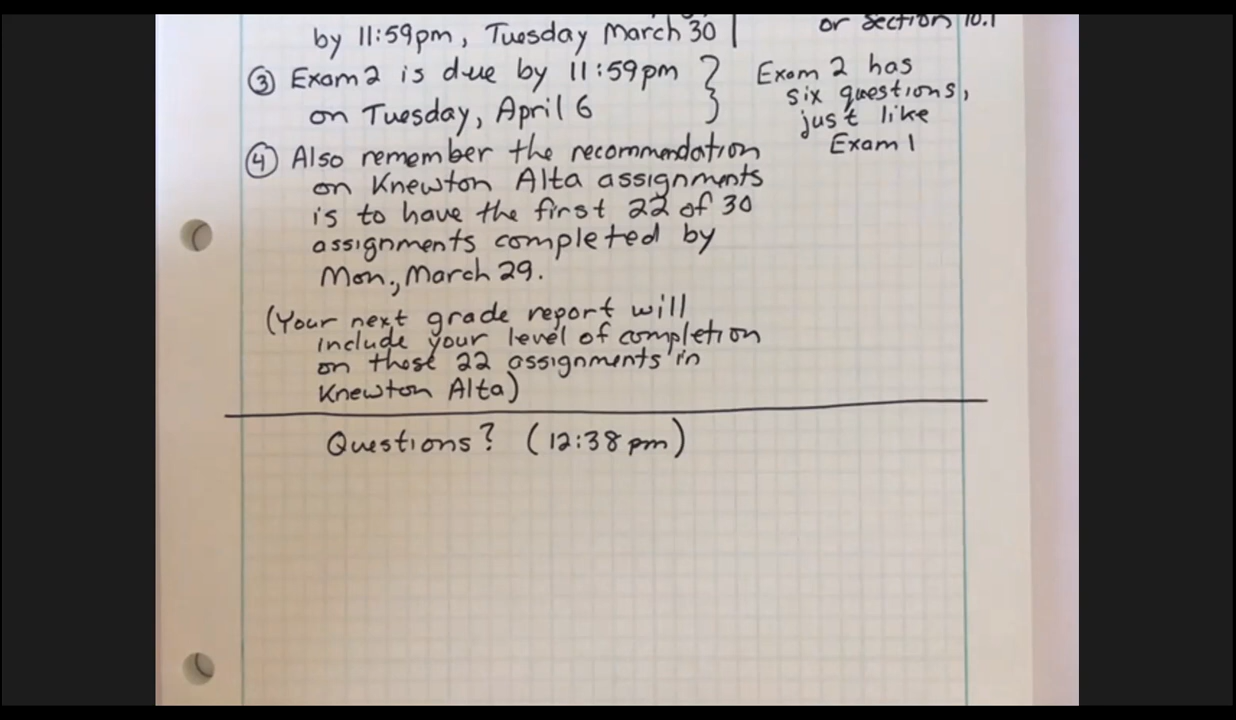 by 11:59pm, Tuesday March 30
or Section 10.1
③ Exam 2 is due by 11:59pm
on Tuesday, April 6
Exam 2 has
six questions,
just like
Exam 1
④ Also remember the recommendation
on Knewton Alta assignments
is to have the first 22 of 30
assignments completed by
Mon., March 29.
(Your next grade report will
include your level of completion
on those 22 assignments in
Knewton Alta)
Questions? (12:38 pm)